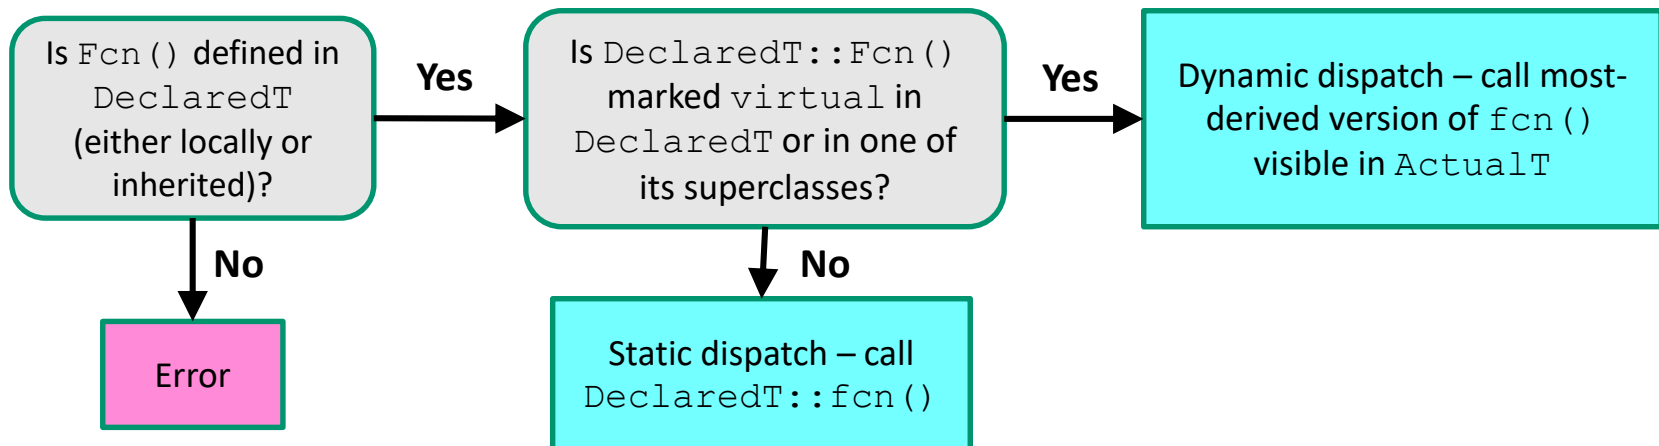 Is Fcn() defined in
DeclaredT
(either locally or
inherited)?
Yes
Is DeclaredT::Fcn()
marked virtual in
DeclaredT or in one of
its superclasses?
Yes
Dynamic dispatch – call most-
derived version of fcn()
visible in ActualT
No
No
Error
Static dispatch – call
DeclaredT::fcn()